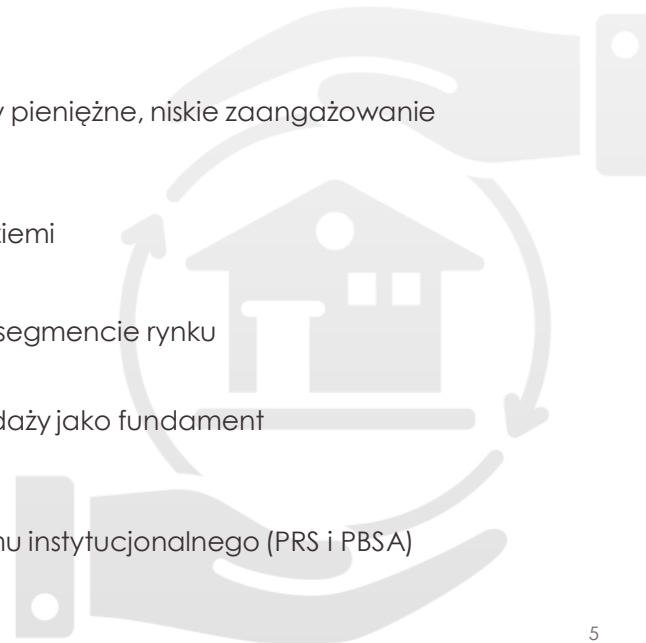 pieniężne, niskie zaangażowanie
ziemi
segmencie rynku
daży jako fundament
nu instytucjonalnego (PRS i PBSA)
5